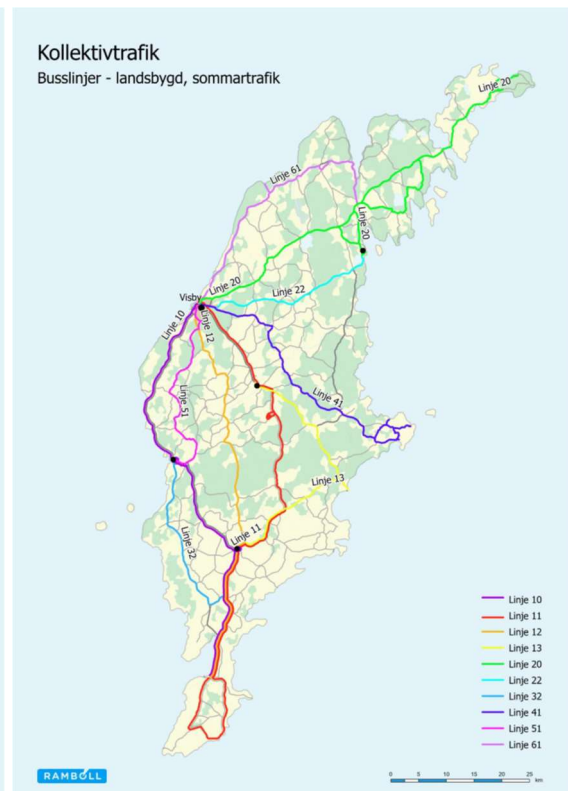 Kollektivtrafik
Busslinjer - landsbygd, sommartrafik
Linje 20
Linje 61
Linje 20
Linje 20
Linje 22
Visby
Linje 10
Linje 12
Linje 51
Linje 41
Linje 13
Linje 11
Linje 32
Linje 10
Linje 11
Linje 12
Linje 13
Linje 20
Linje 22
Linje 32
Linje 41
Linje 51
Linje 61
RAMBOLL
0 5 10 15 20 25
km